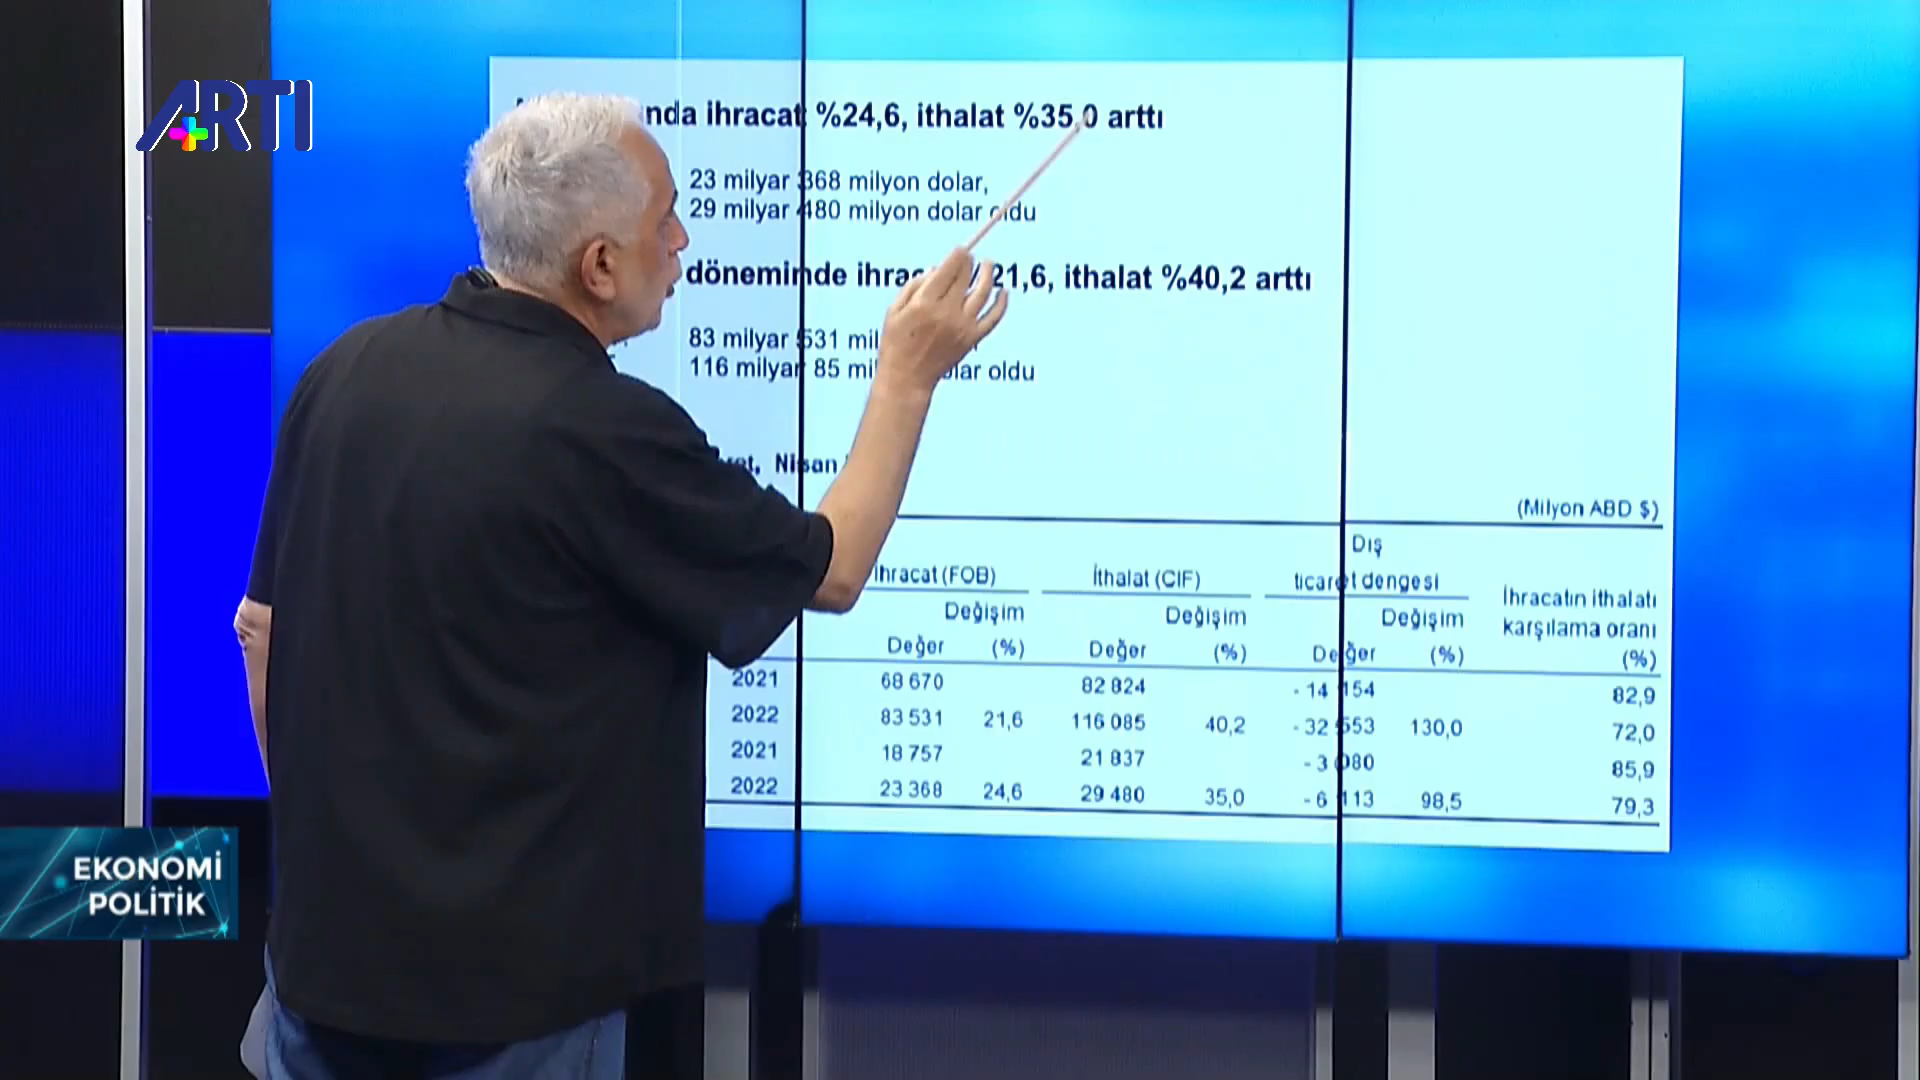 ARTI
ihracat %24,6, ithalat %35,0 arttı
23 milyar 368 milyon dolar,
29 milyar 480 milyon dolar oldu
döneminde %21,6, ithalat %40,2 arttı
83 milyar 531
116 milyar 85 oldu
Nisan
(Milyon ABD $)
Dış
İhracat (FOB) İthalat (CIF) ticaret dengesi İhracatın ithalatı
Değişim Değişim Değişim karşılama oranı
Değer (%) Değer (%) Değer (%) (%)
2021 68 670 82 824 - 14 154 82,9
2022 83 531 21,6 116 085 40,2 - 32 553 130,0 72,0
2021 18 757 21 837 - 3 080 85,9
2022 23 368 24,6 29 480 35,0 - 6 113 98,5 79,3
EKONOMİ
POLİTİK